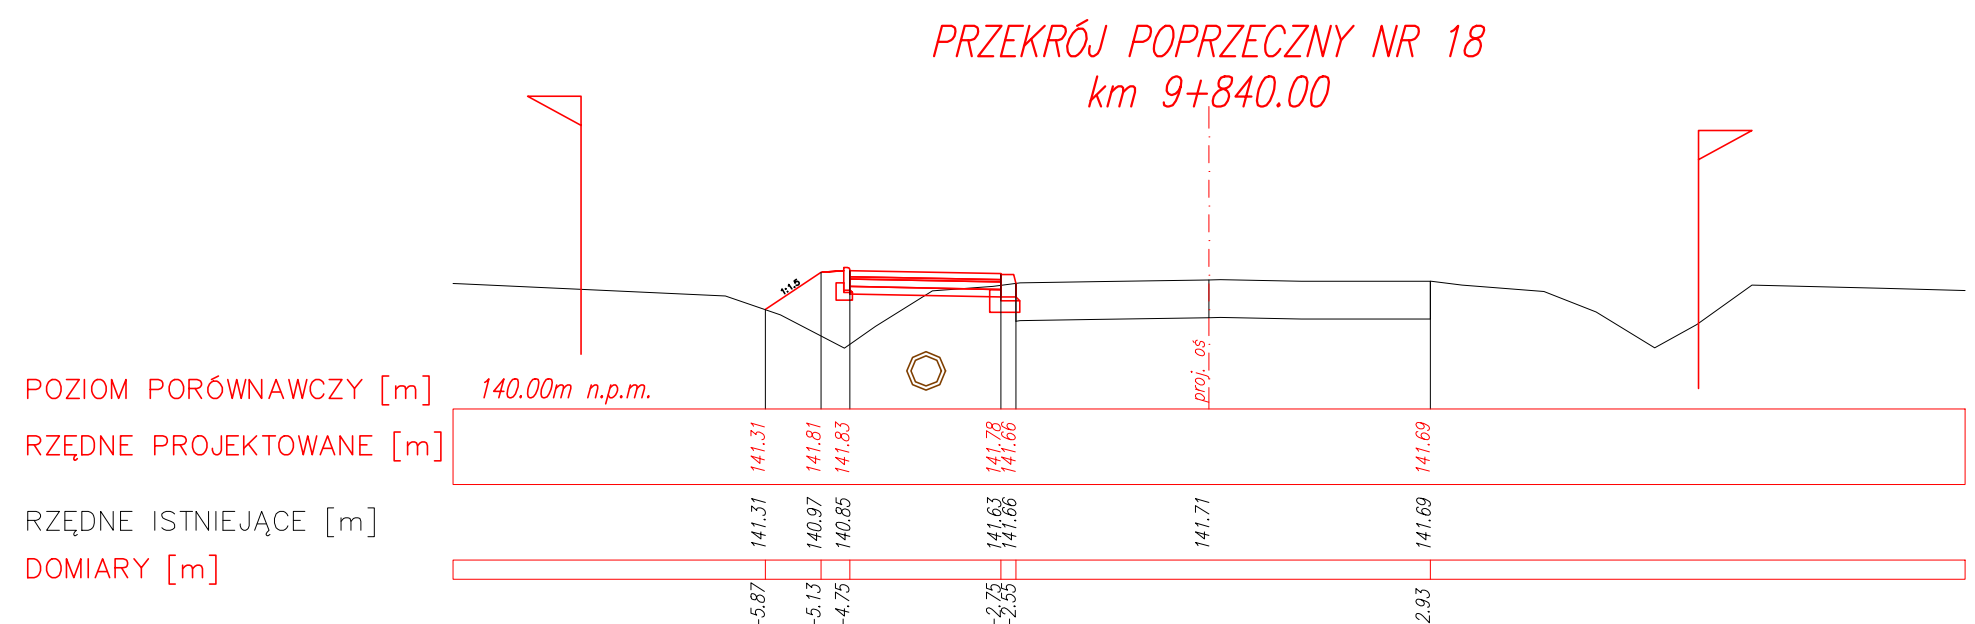 PRZEKRÓJ POPRZECZNY NR 18
km 9+840.00
1:1.5
proj. oś
POZIOM PORÓWNAWCZY [m] 140.00m n.p.m.
RZĘDNE PROJEKTOWANE [m] 141.31 141.81 141.83 141.78 141.66 141.69
RZĘDNE ISTNIEJĄCE [m] 141.31 140.97 140.85 141.63 141.66 141.71 141.69
DOMIARY [m]
-5.87 -5.13 -4.75 -2.75 -2.55 2.93